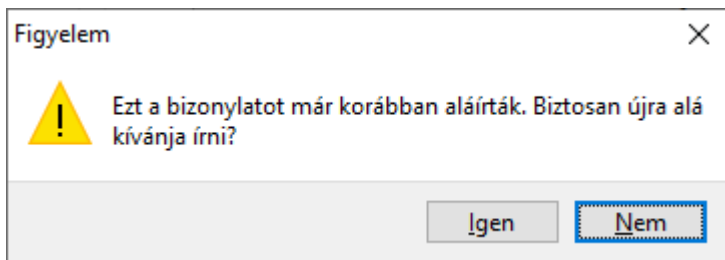 Figyelem
Ezt a bizonylatot már korábban aláírták. Biztosan újra alá
kívánja írni?
Igen
Nem